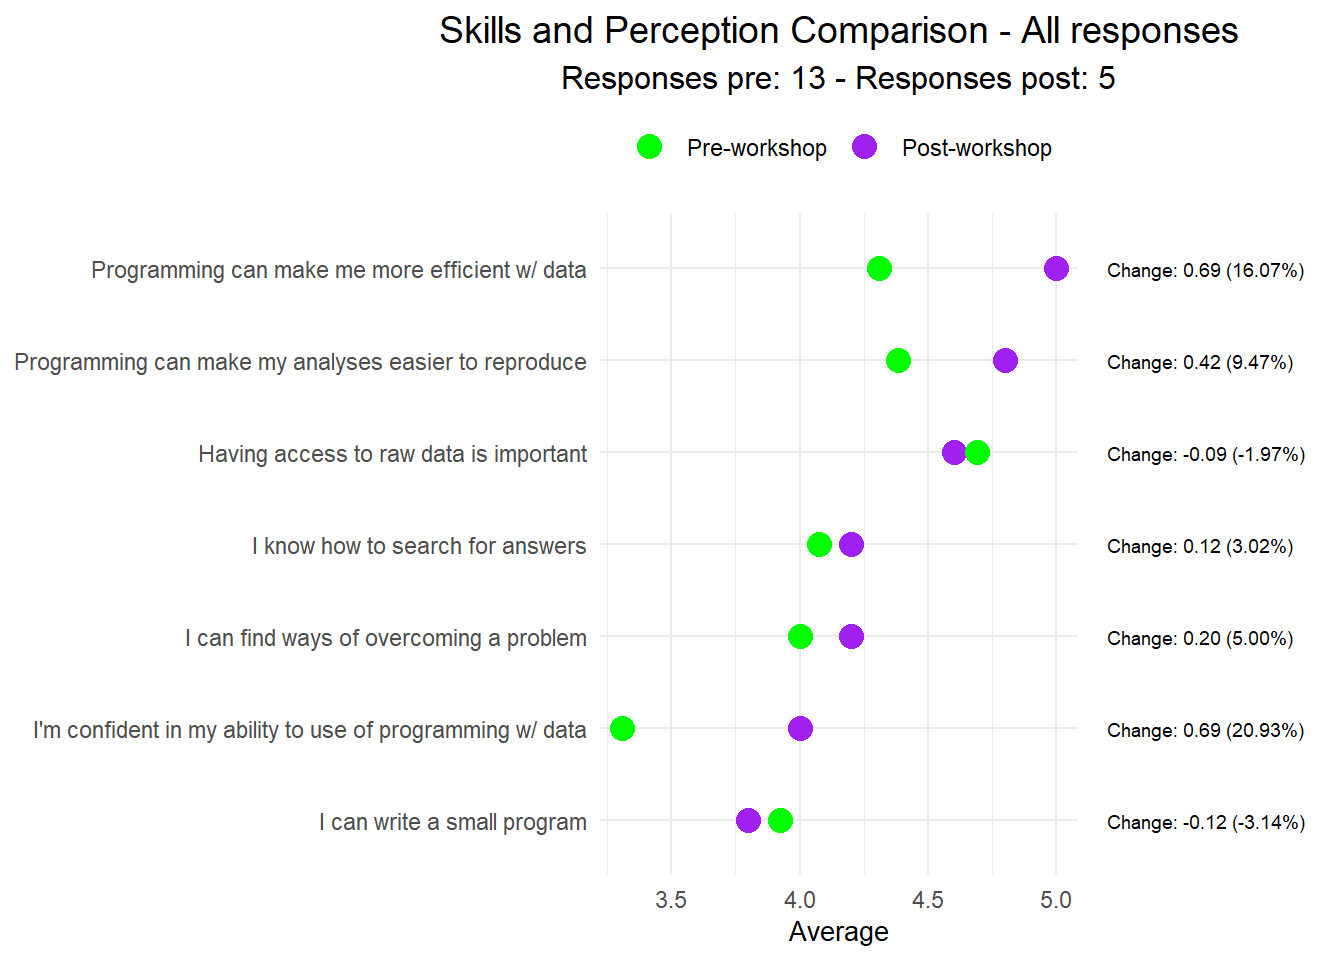 Skills and Perception Comparison - All responses
Responses pre: 13 - Responses post: 5
Pre-workshop Post-workshop
Programming can make me more efficient w/ data Change: 0.69 (16.07%)
Programming can make my analyses easier to reproduce Change: 0.42 (9.47%)
Having access to raw data is important Change: -0.09 (-1.97%)
I know how to search for answers Change: 0.12 (3.02%)
I can find ways of overcoming a problem Change: 0.20 (5.00%)
I'm confident in my ability to use of programming w/ data Change: 0.69 (20.93%)
I can write a small program Change: -0.12 (-3.14%)
3.5 4.0 4.5 5.0
Average